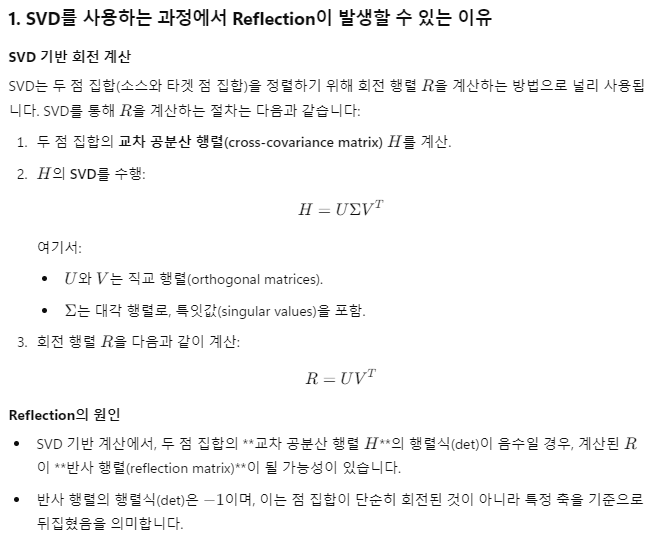 1. SVD를 사용하는 과정에서 Reflection이 발생할 수 있는 이유
SVD 기반 회전 계산
SVD는 두 점 집합(소스와 타겟 점 집합)을 정렬하기 위해 회전 행렬 R을 계산하는 방법으로 널리 사용됩
니다. SVD를 통해 R을 계산하는 절차는 다음과 같습니다:
1. 두 점 집합의 교차 공분산 행렬(cross-covariance matrix) H를 계산.
2. H의 SVD를 수행:
H = UΣV^T
여기서:
• U와 V는 직교 행렬(orthogonal matrices).
• Σ는 대각 행렬로, 특잇값(singular values)을 포함.
3. 회전 행렬 R을 다음과 같이 계산:
R = UV^T
Reflection의 원인
• SVD 기반 계산에서, 두 점 집합의 **교차 공분산 행렬 H**의 행렬식(det)이 음수일 경우, 계산된 R
이 **반사 행렬(reflection matrix)**이 될 가능성이 있습니다.
• 반사 행렬의 행렬식(det)은 −1이며, 이는 점 집합이 단순히 회전된 것이 아니라 특정 축을 기준으로
뒤집혔음을 의미합니다.